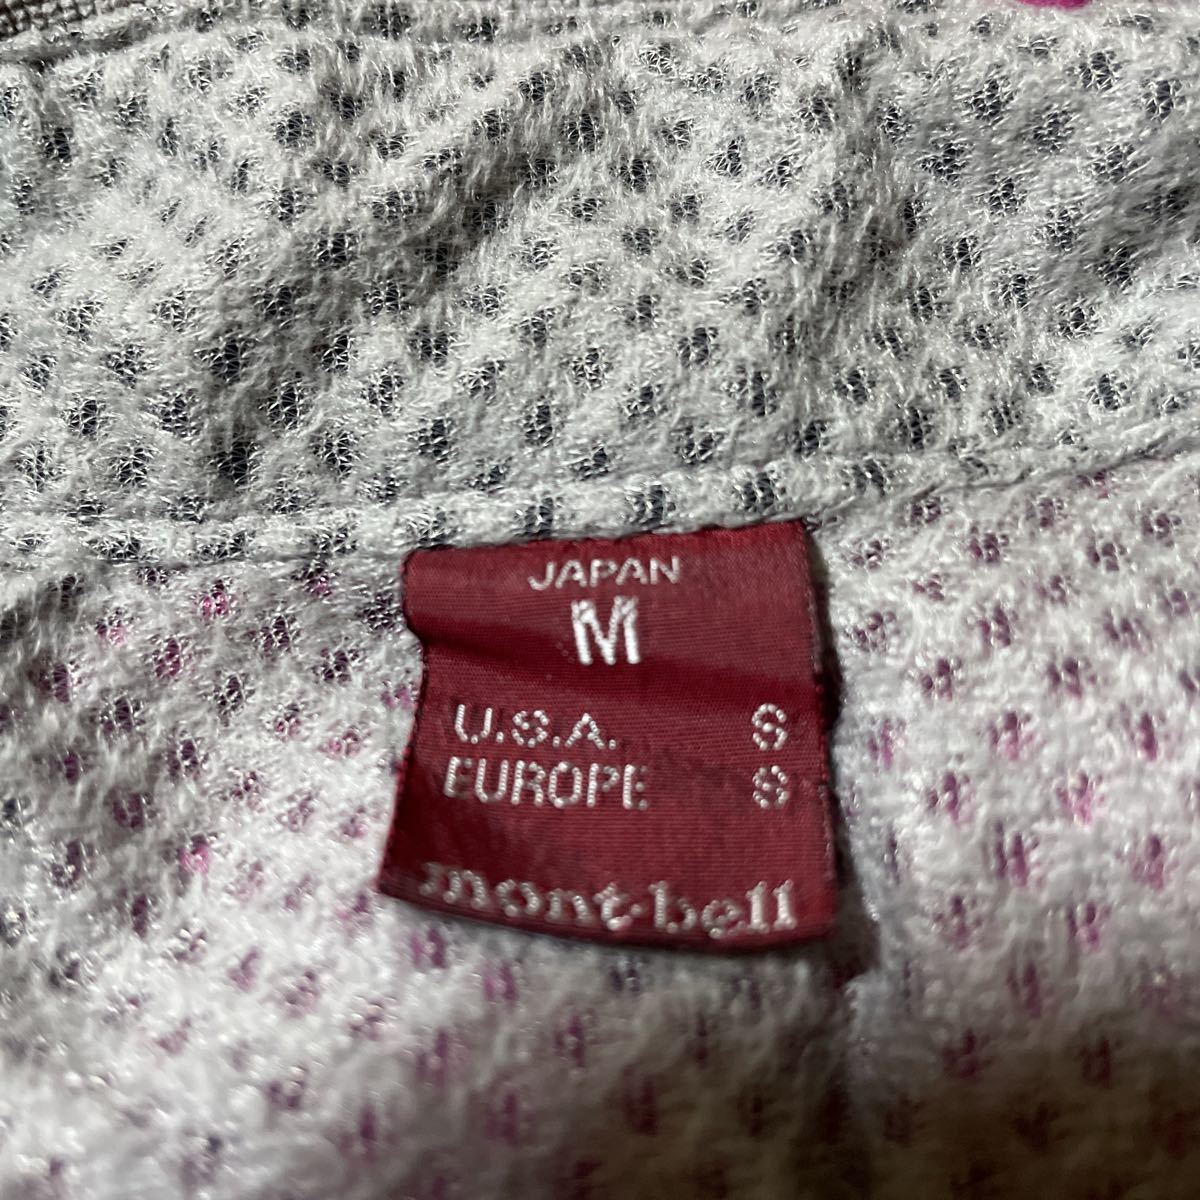 JAPAN
M
U.S.A. S
EUROPE S
mont·bell